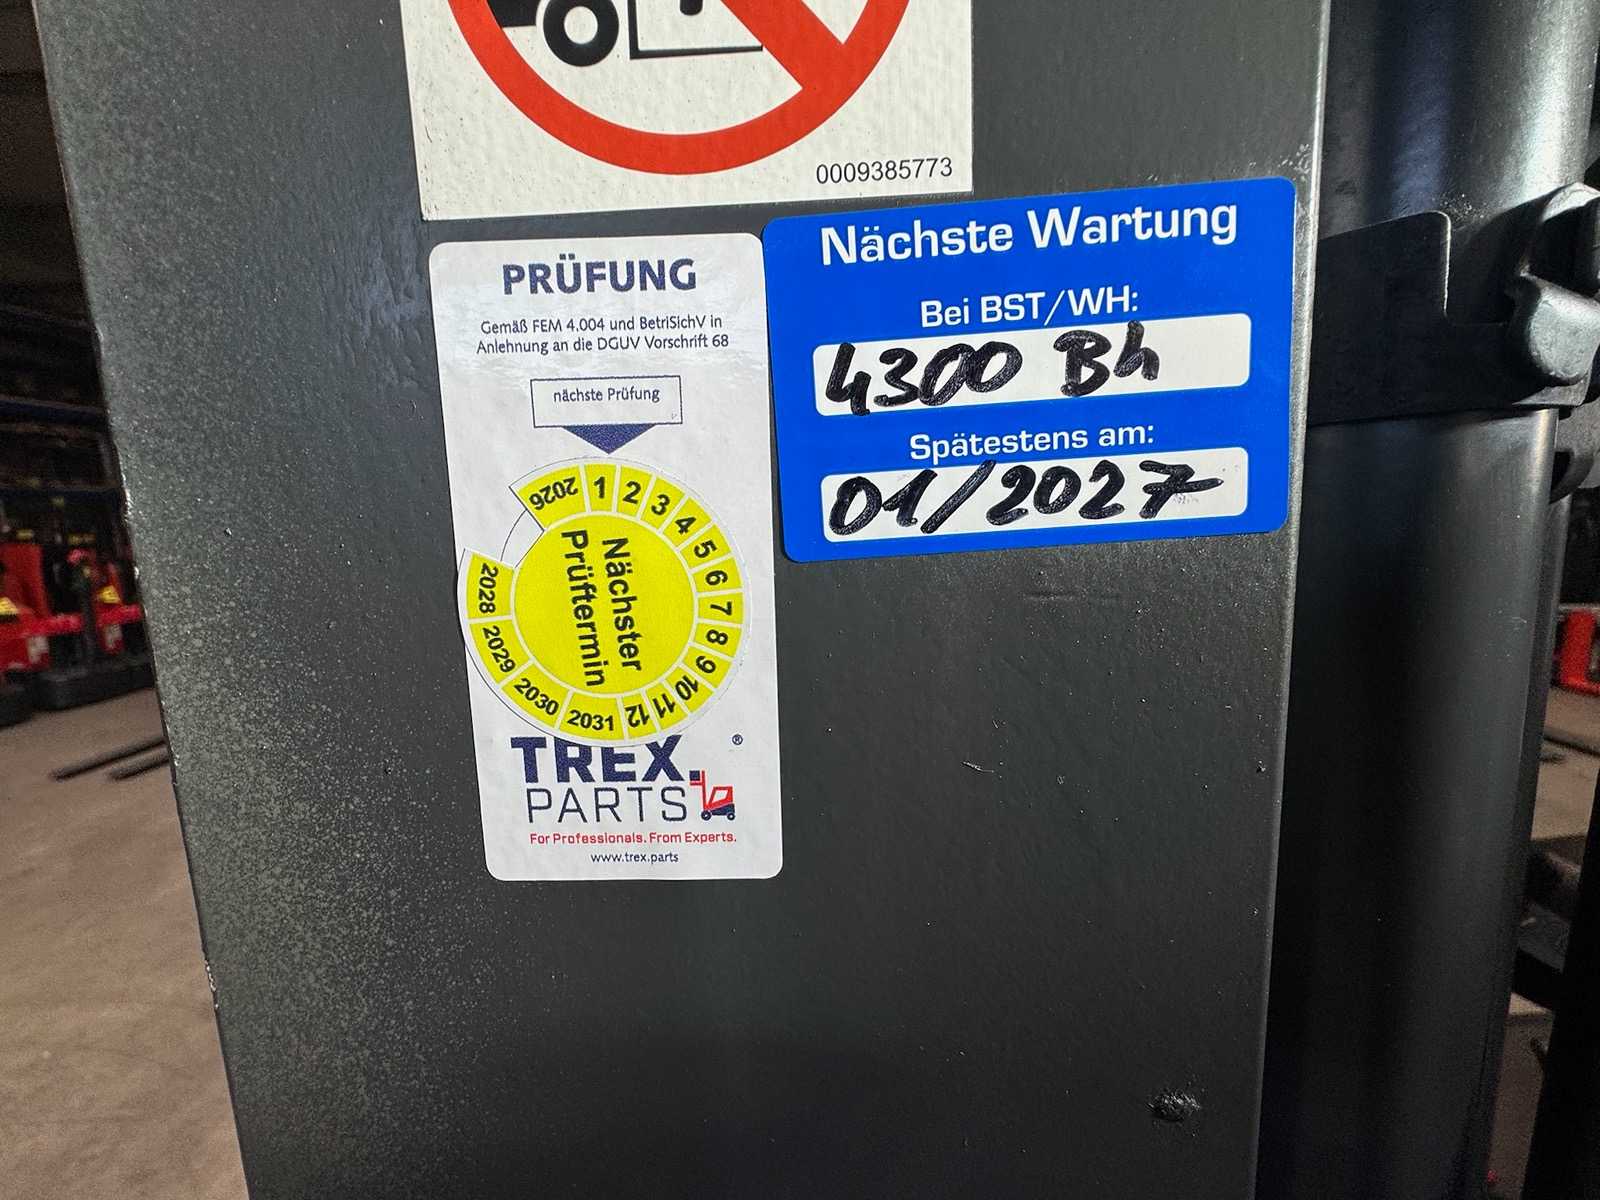 0009385773
PRÜFUNG
Gemäß FEM 4.004 und BetriSichV in
Anlehnung an die DGUV Vorschrift 68
nächste Prüfung
2026 1 2 3 4 5 6 7 8 9 10 11 12 2031 2030 2029 2028
Nächster
Prüftermin
TREX.®
PARTS
For Professionals. From Experts.
www.trex.parts
Nächste Wartung
Bei BST/WH:
4300 Bh
Spätestens am:
01/2027